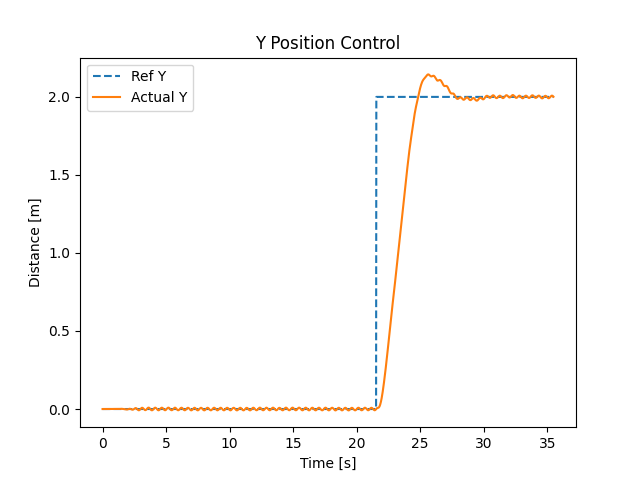 Y Position Control
Ref Y
Actual Y
2.0
1.5
1.0
0.5
0.0
Distance [m]
0 5 10 15 20 25 30 35
Time [s]